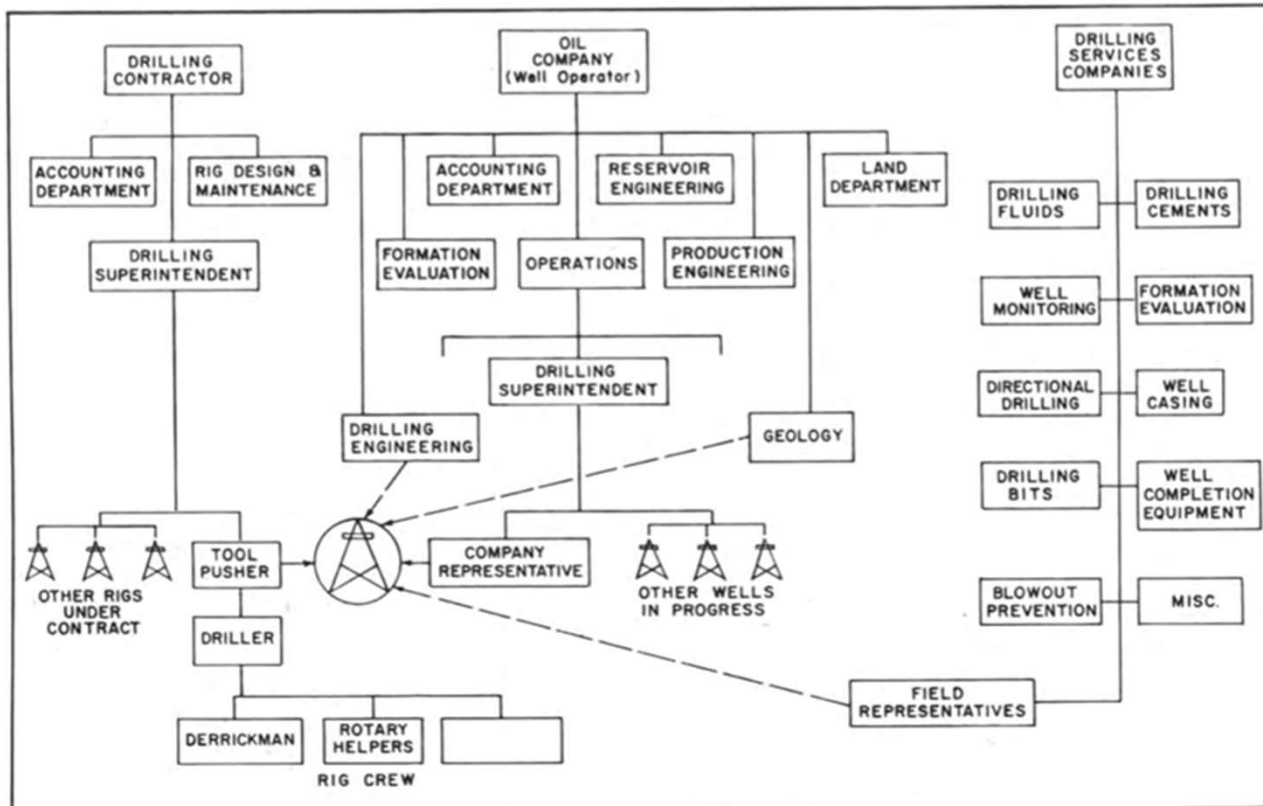 DRILLING
CONTRACTOR
OIL
COMPANY
(Well Operator)
DRILLING
SERVICES
COMPANIES
ACCOUNTING
DEPARTMENT
RIG DESIGN &
MAINTENANCE
ACCOUNTING
DEPARTMENT
RESERVOIR
ENGINEERING
LAND
DEPARTMENT
DRILLING
FLUIDS
DRILLING
CEMENTS
DRILLING
SUPERINTENDENT
FORMATION
EVALUATION
OPERATIONS
PRODUCTION
ENGINEERING
WELL
MONITORING
FORMATION
EVALUATION
DRILLING
SUPERINTENDENT
DIRECTIONAL
DRILLING
WELL
CASING
DRILLING
ENGINEERING
GEOLOGY
DRILLING
BITS
WELL
COMPLETION
EQUIPMENT
OTHER RIGS
UNDER
CONTRACT
TOOL
PUSHER
COMPANY
REPRESENTATIVE
OTHER WELLS
IN PROGRESS
BLOWOUT
PREVENTION
MISC.
DRILLER
FIELD
REPRESENTATIVES
DERRICKMAN
ROTARY
HELPERS
RIG CREW